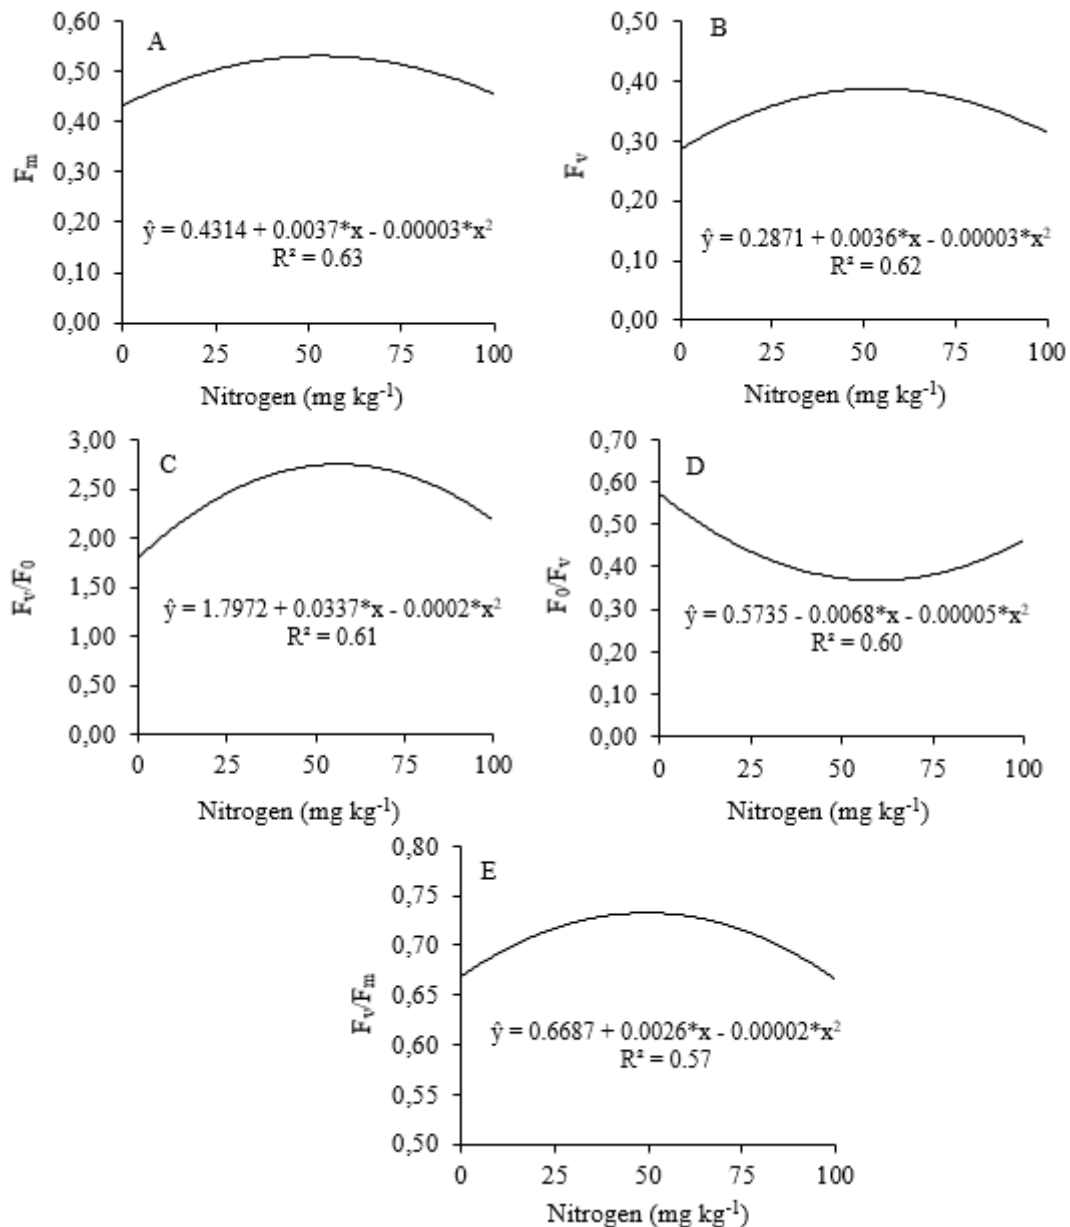 A
F_m
0,60
0,50
0,40
0,30
0,20
0,10
0,00
ŷ = 0.4314 + 0.0037*x - 0.00003*x²
R² = 0.63
0 25 50 75 100
Nitrogen (mg kg⁻¹)
B
F_v
0,50
0,40
0,30
0,20
0,10
0,00
ŷ = 0.2871 + 0.0036*x - 0.00003*x²
R² = 0.62
0 25 50 75 100
Nitrogen (mg kg⁻¹)
C
F_v/F_0
3,00
2,50
2,00
1,50
1,00
0,50
0,00
ŷ = 1.7972 + 0.0337*x - 0.0002*x²
R² = 0.61
0 25 50 75 100
Nitrogen (mg kg⁻¹)
D
F_0/F_v
0,70
0,60
0,50
0,40
0,30
0,20
0,10
0,00
ŷ = 0.5735 - 0.0068*x - 0.00005*x²
R² = 0.60
0 25 50 75 100
Nitrogen (mg kg⁻¹)
E
F_v/F_m
0,80
0,75
0,70
0,65
0,60
0,55
0,50
ŷ = 0.6687 + 0.0026*x - 0.00002*x²
R² = 0.57
0 25 50 75 100
Nitrogen (mg kg⁻¹)